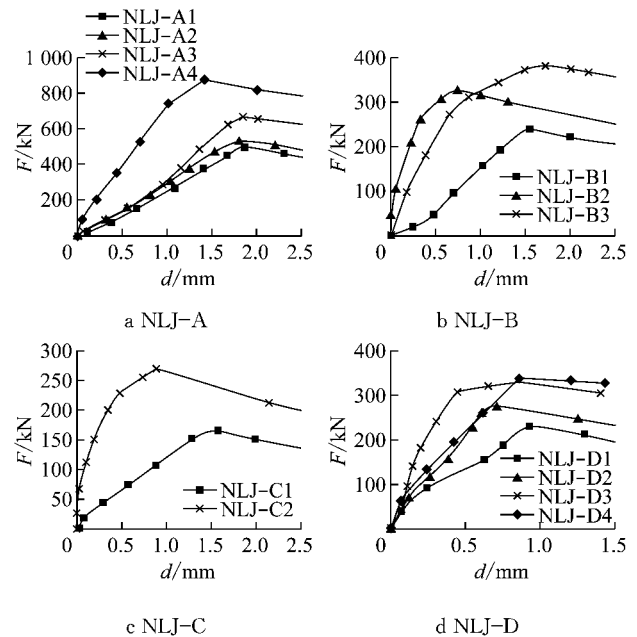 NLJ-A1
NLJ-A2
NLJ-A3
NLJ-A4
1 000
800
600
400
200
0
F/kN
0.5 1.0 1.5 2.0 2.5
d/mm
a NLJ-A
400
300
200
100
0
F/kN
NLJ-B1
NLJ-B2
NLJ-B3
0.5 1.0 1.5 2.0 2.5
d/mm
b NLJ-B
300
250
200
150
100
50
0
F/kN
NLJ-C1
NLJ-C2
0.5 1.0 1.5 2.0 2.5
d/mm
c NLJ-C
400
300
200
100
0
F/kN
NLJ-D1
NLJ-D2
NLJ-D3
NLJ-D4
0.5 1.0 1.5
d/mm
d NLJ-D